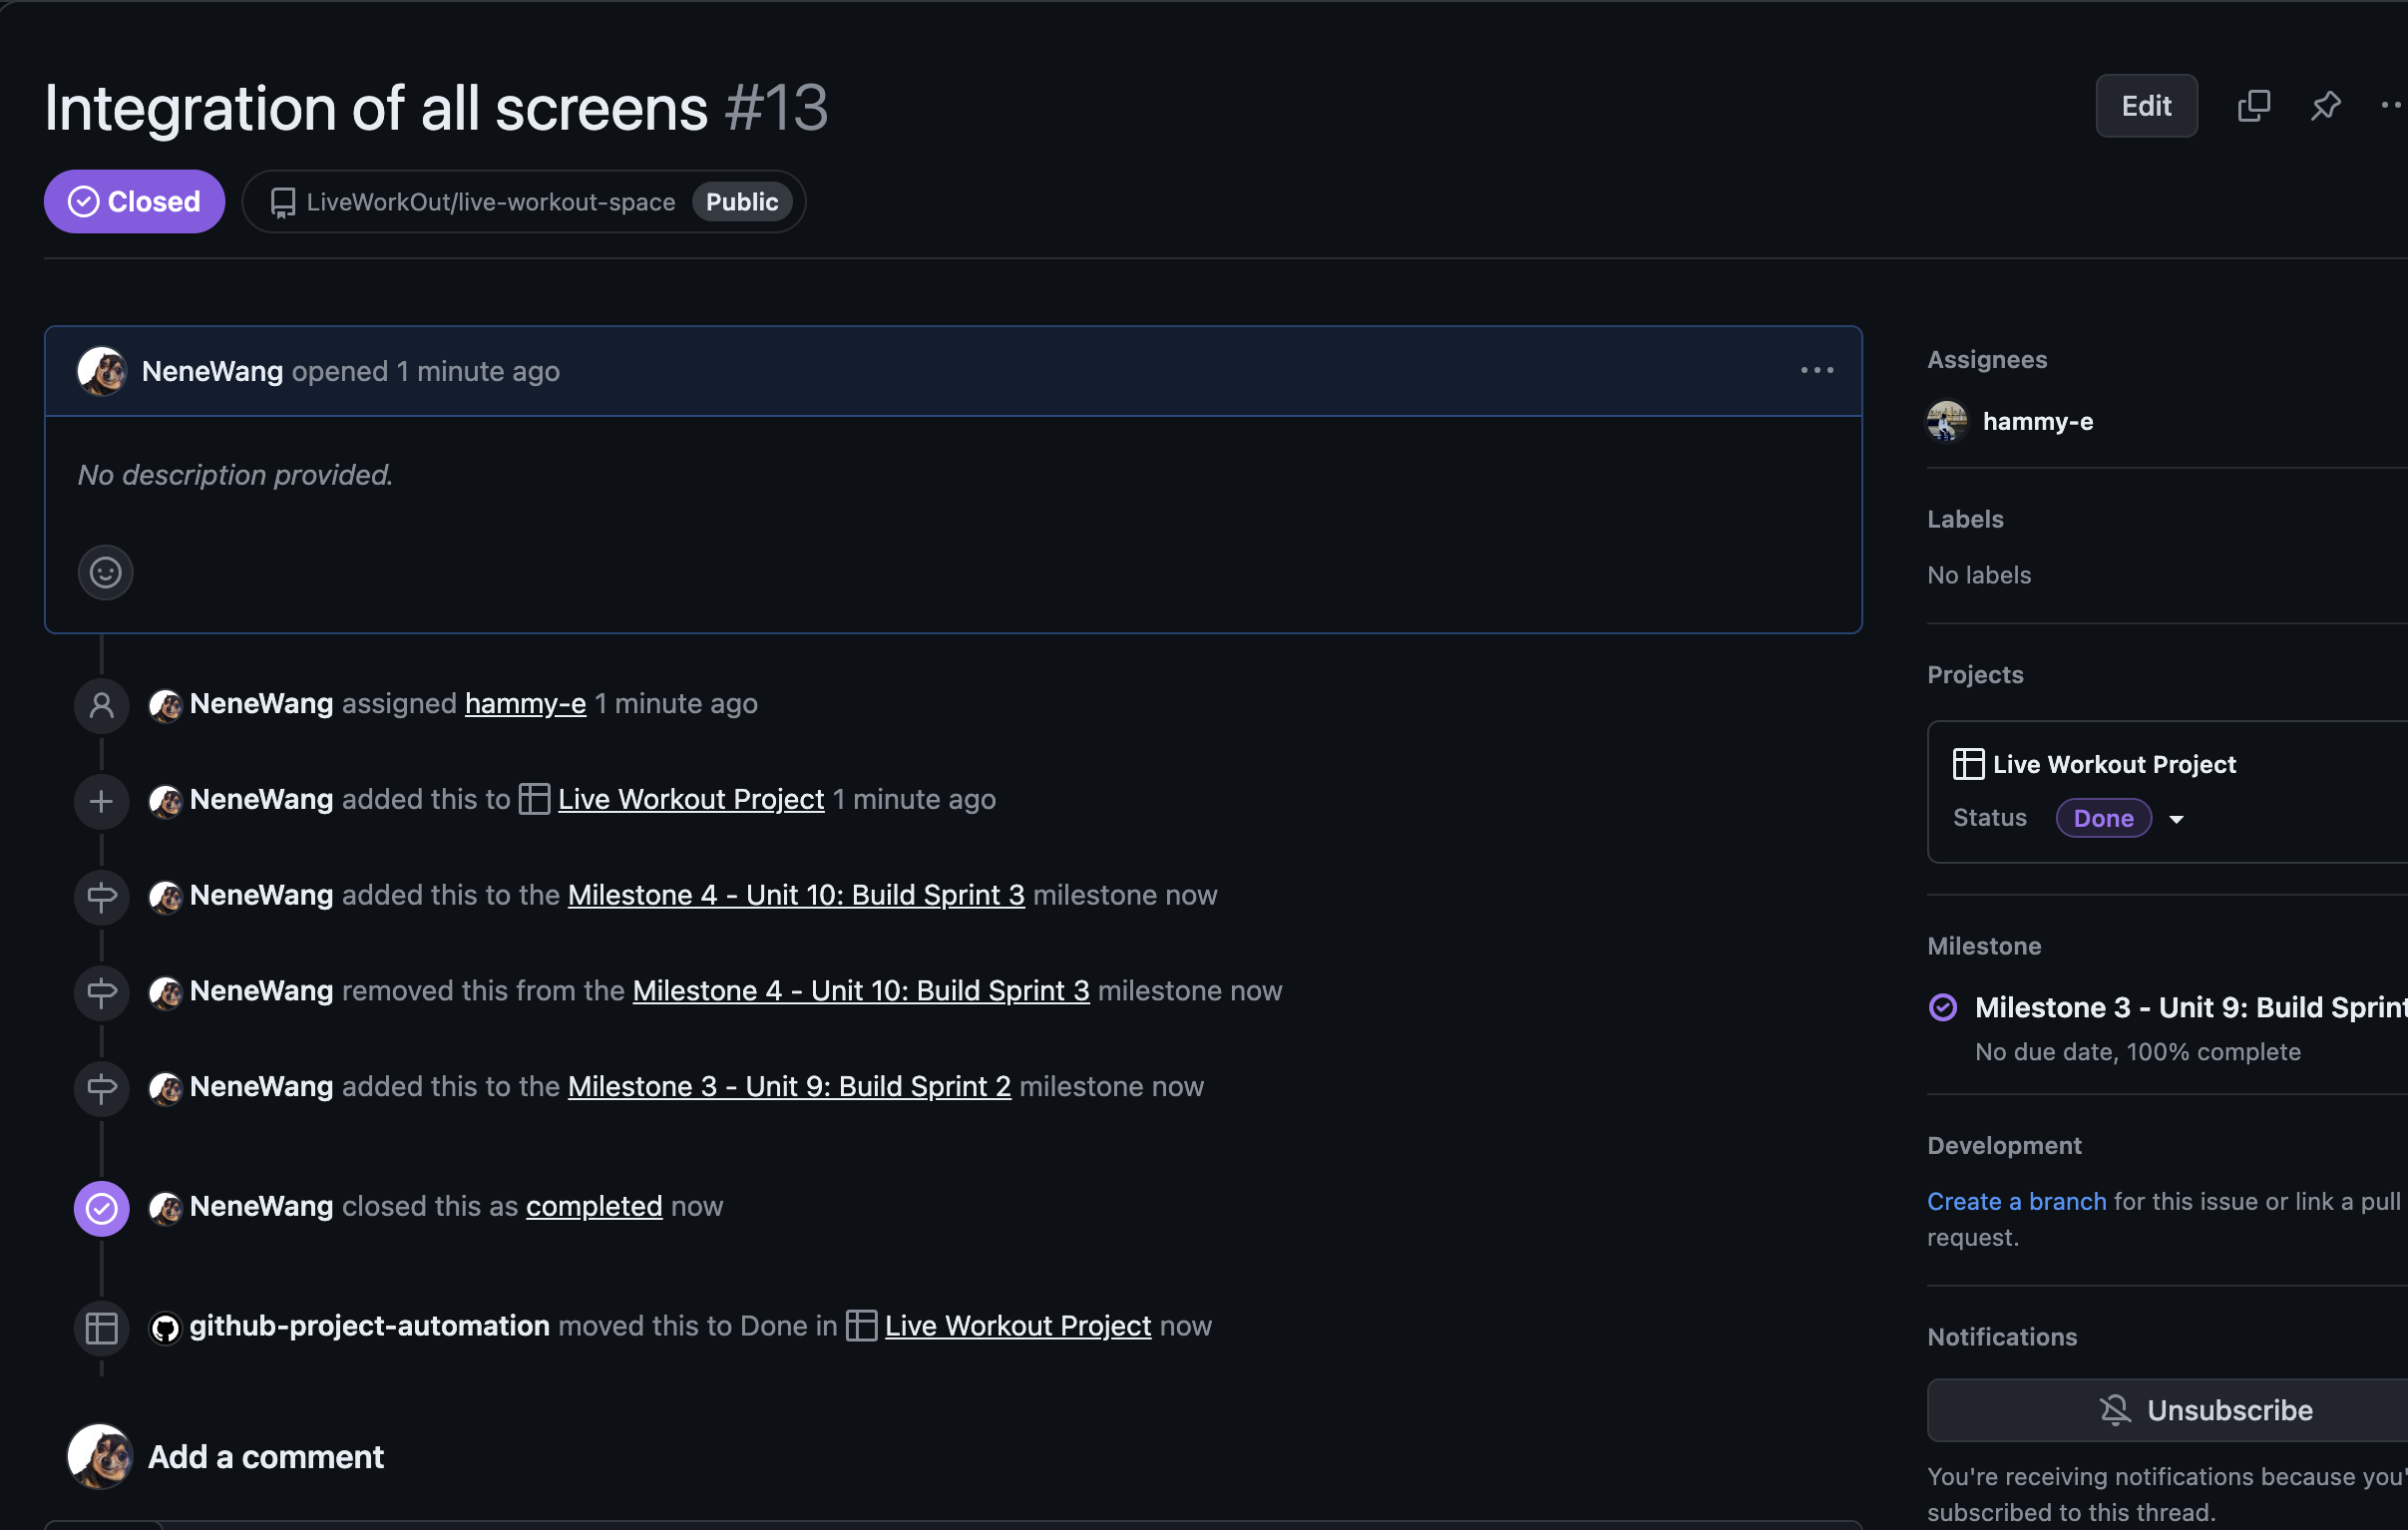 Integration of all screens #13
Edit
Closed
LiveWorkOut/live-workout-space Public
NeneWang opened 1 minute ago
No description provided.
NeneWang assigned hammy-e 1 minute ago
NeneWang added this to Live Workout Project 1 minute ago
NeneWang added this to the Milestone 4 - Unit 10: Build Sprint 3 milestone now
NeneWang removed this from the Milestone 4 - Unit 10: Build Sprint 3 milestone now
NeneWang added this to the Milestone 3 - Unit 9: Build Sprint 2 milestone now
NeneWang closed this as completed now
github-project-automation moved this to Done in Live Workout Project now
Add a comment
Assignees
hammy-e
Labels
No labels
Projects
Live Workout Project
Status Done
Milestone
Milestone 3 - Unit 9: Build Sprint
No due date, 100% complete
Development
Create a branch for this issue or link a pull
request.
Notifications
Unsubscribe
You're receiving notifications because you'
subscribed to this thread.